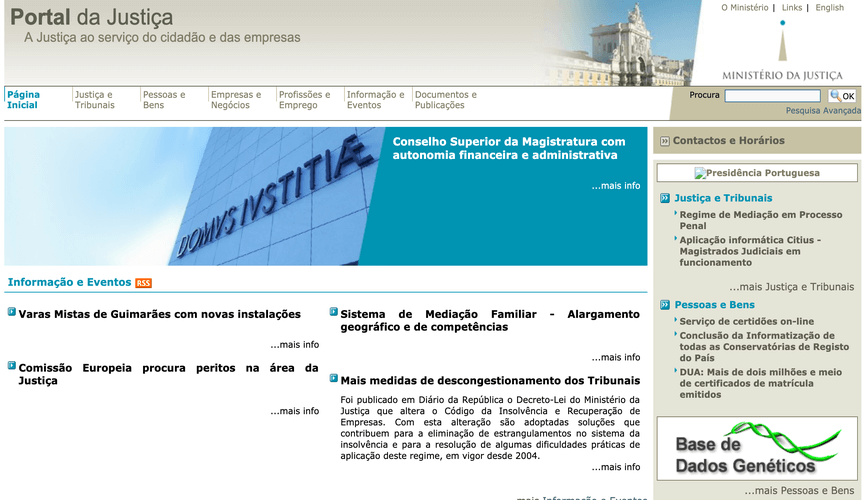 Portal da Justiça
A Justiça ao serviço do cidadão e das empresas
O Ministério | Links | English
MINISTÉRIO DA JUSTIÇA
Página
Inicial
Justiça e
Tribunais
Pessoas e
Bens
Empresas e
Negócios
Profissões e
Emprego
Informação e
Eventos
Documentos e
Publicações
Procura
OK
Pesquisa Avançada
DOMVS IVSTITIÆ
Conselho Superior da Magistratura com
autonomia financeira e administrativa
...mais info
Informação e Eventos RSS
Varas Mistas de Guimarães com novas instalações
...mais info
Comissão Europeia procura peritos na área da
Justiça
...mais info
Sistema de Mediação Familiar - Alargamento
geográfico e de competências
...mais info
Mais medidas de descongestionamento dos Tribunais
Foi publicado em Diário da República o Decreto-Lei do Ministério da
Justiça que altera o Código da Insolvência e Recuperação de
Empresas. Com esta alteração são adoptadas soluções que
contribuem para a eliminação de estrangulamentos no sistema da
insolvência e para a resolução de algumas dificuldades práticas de
aplicação deste regime, em vigor desde 2004.
...mais info
...mais Informação e Eventos
Contactos e Horários
Presidência Portuguesa
Justiça e Tribunais
Regime de Mediação em Processo
Penal
Aplicação informática Citius -
Magistrados Judiciais em
funcionamento
...mais Justiça e Tribunais
Pessoas e Bens
Serviço de certidões on-line
Conclusão da Informatização de
todas as Conservatórias de Registo
do País
DUA: Mais de dois milhões e meio
de certificados de matrícula
emitidos
Base de
Dados Genéticos
...mais Pessoas e Bens